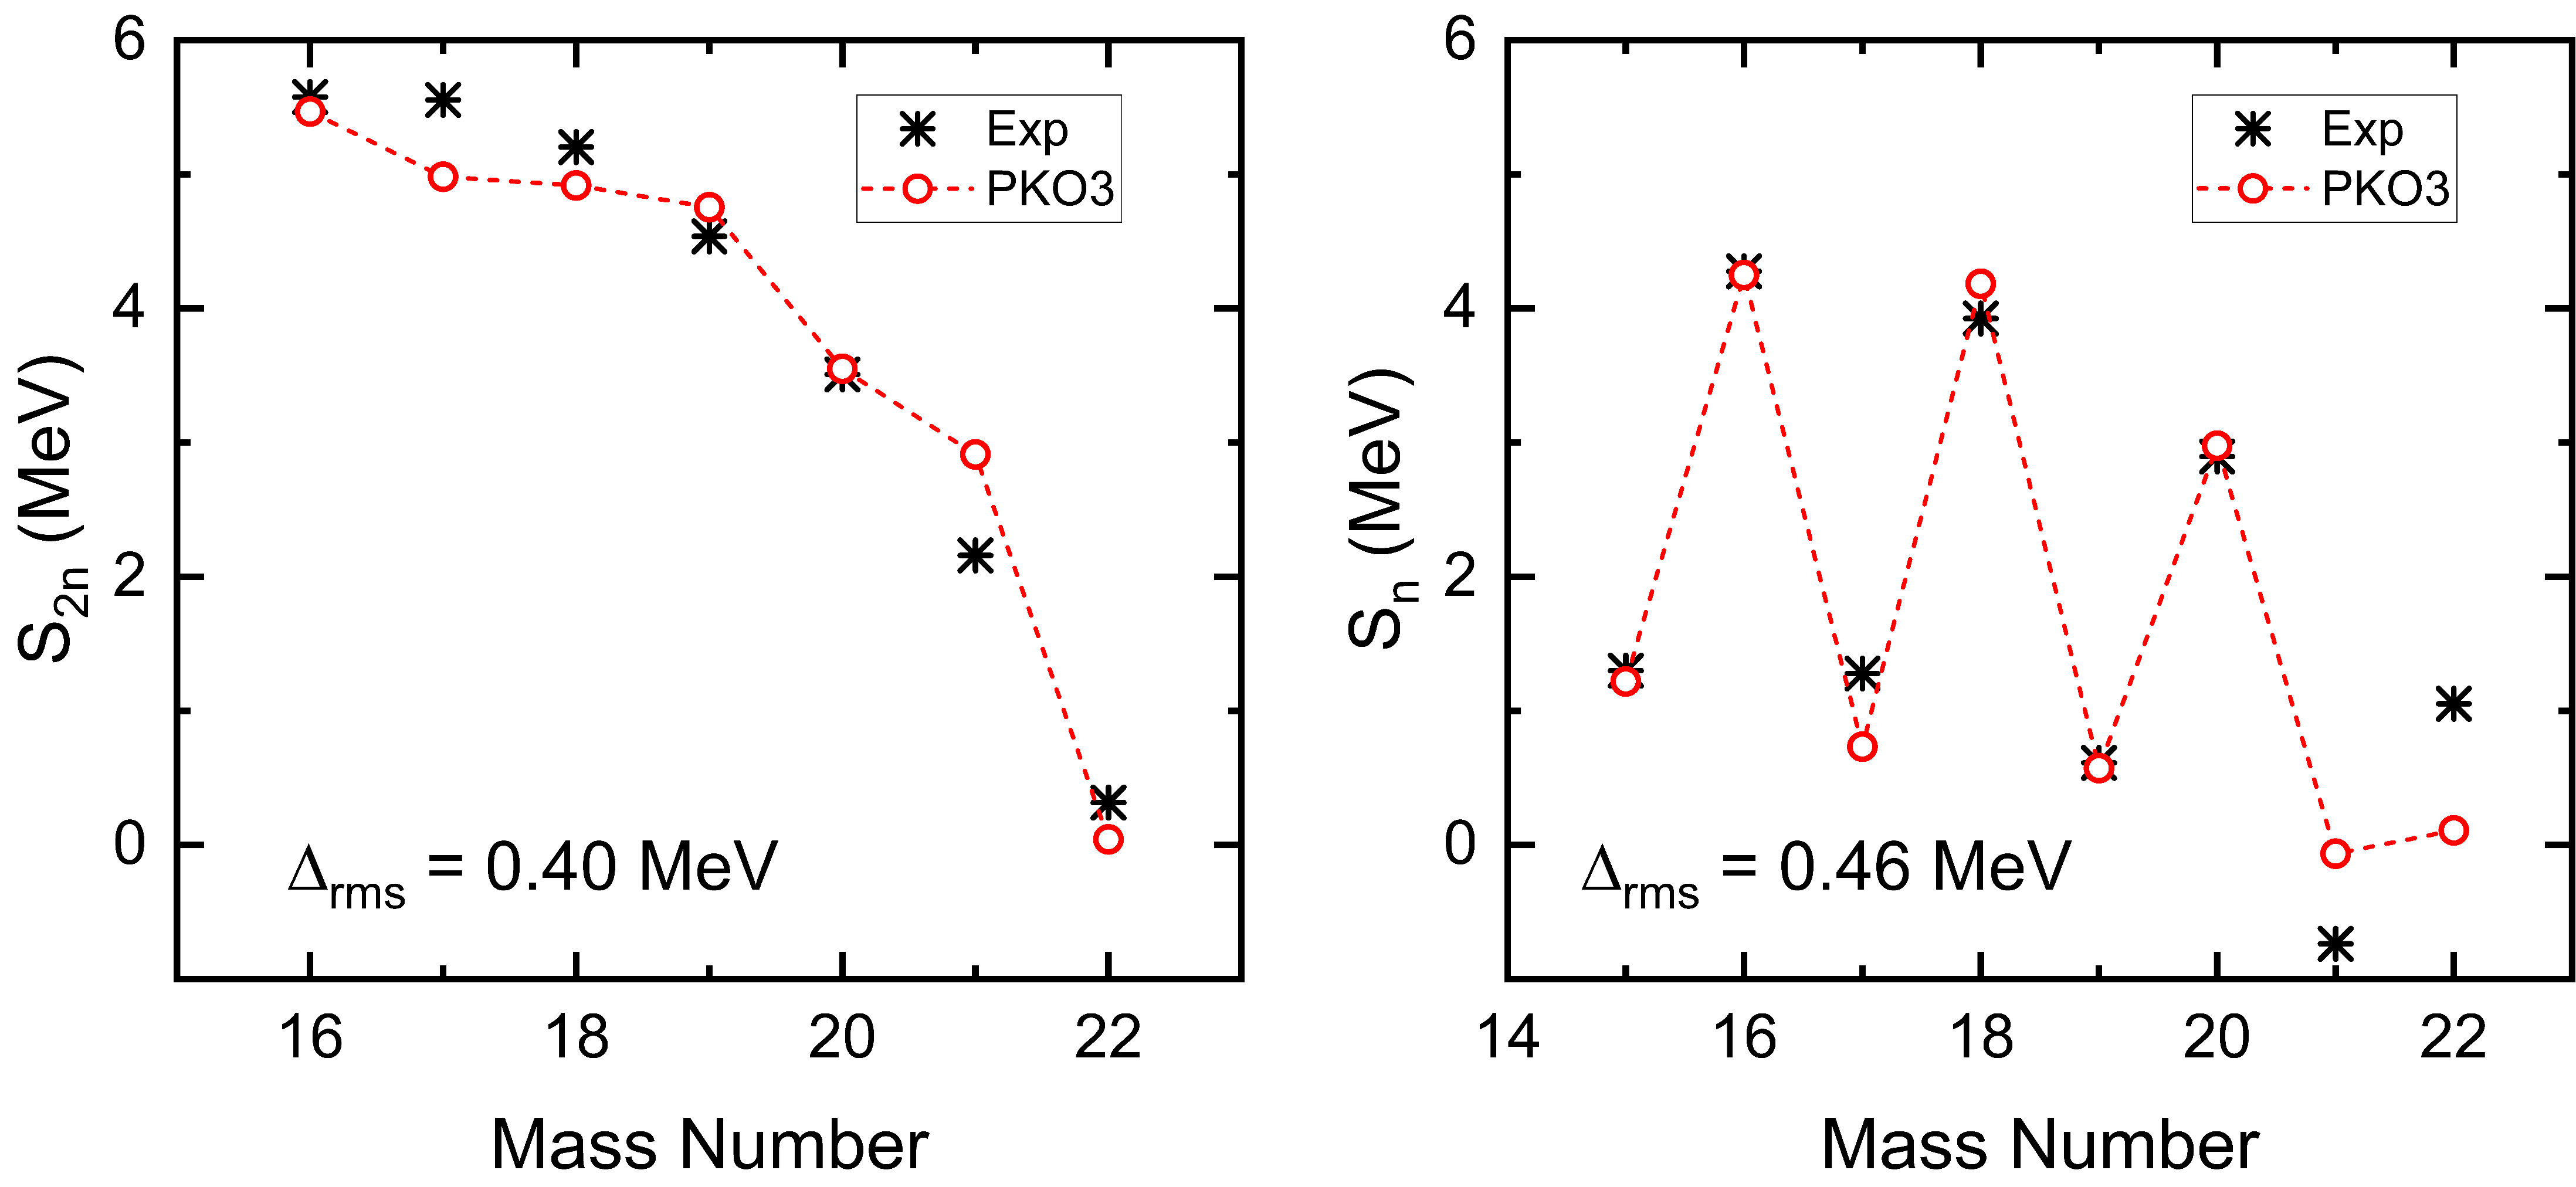 6
4
2
0
S2n (MeV)
Exp
PKO3
Δrms = 0.40 MeV
16 18 20 22
Mass Number
6
4
2
0
Sn (MeV)
Exp
PKO3
Δrms = 0.46 MeV
14 16 18 20 22
Mass Number